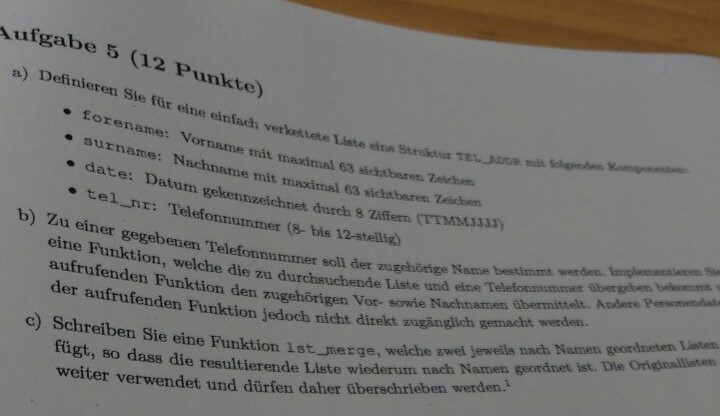 Aufgabe 5 (12 Punkte)
a) Definieren Sie für eine einfach verkettete Liste eine Struktur TEL_ADDR mit folgenden Komponenten:
• forename: Vorname mit maximal 63 sichtbaren Zeichen
• surname: Nachname mit maximal 63 sichtbaren Zeichen
• date: Datum gekennzeichnet durch 8 Ziffern (TTMMJJJJ)
• tel_nr: Telefonnummer (8- bis 12-stellig)
b) Zu einer gegebenen Telefonnummer soll der zugehörige Name bestimmt werden. Implementieren Sie
eine Funktion, welche die zu durchsuchende Liste und eine Telefonnummer übergeben bekommt
aufrufenden Funktion den zugehörigen Vor- sowie Nachnamen übermittelt. Andere Personendate
der aufrufenden Funktion jedoch nicht direkt zugänglich gemacht werden.
c) Schreiben Sie eine Funktion lst_merge, welche zwei jeweils nach Namen geordneten Listen
fügt, so dass die resultierende Liste wiederum nach Namen geordnet ist. Die Originallisten
weiter verwendet und dürfen daher überschrieben werden.¹